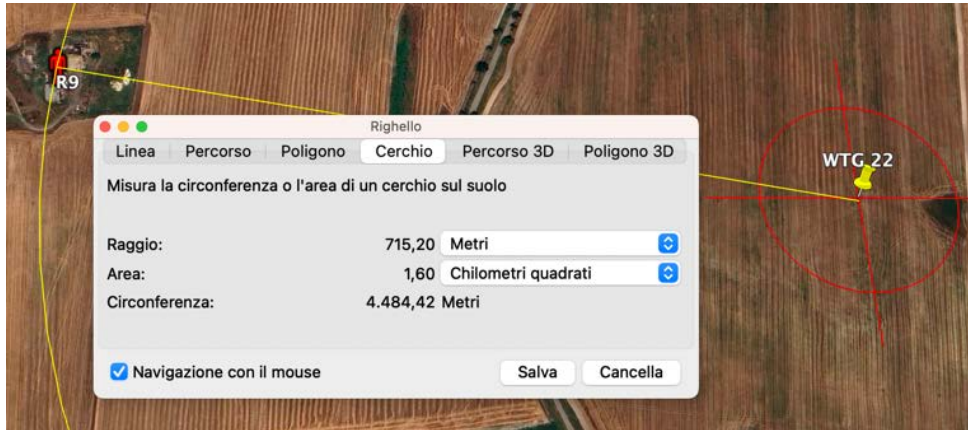 R9
Righello
Linea Percorso Poligono Cerchio Percorso 3D Poligono 3D
Misura la circonferenza o l'area di un cerchio sul suolo
WTG 22
Raggio: 715,20 Metri
Area: 1,60 Chilometri quadrati
Circonferenza: 4.484,42 Metri
Navigazione con il mouse Salva Cancella